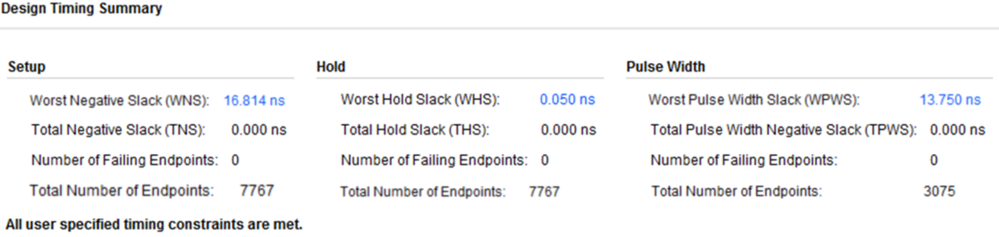 Design Timing Summary
Setup
Worst Negative Slack (WNS): 16.814 ns
Total Negative Slack (TNS): 0.000 ns
Number of Failing Endpoints: 0
Total Number of Endpoints: 7767
Hold
Worst Hold Slack (WHS): 0.050 ns
Total Hold Slack (THS): 0.000 ns
Number of Failing Endpoints: 0
Total Number of Endpoints: 7767
Pulse Width
Worst Pulse Width Slack (WPWS): 13.750 ns
Total Pulse Width Negative Slack (TPWS): 0.000 ns
Number of Failing Endpoints: 0
Total Number of Endpoints: 3075
All user specified timing constraints are met.